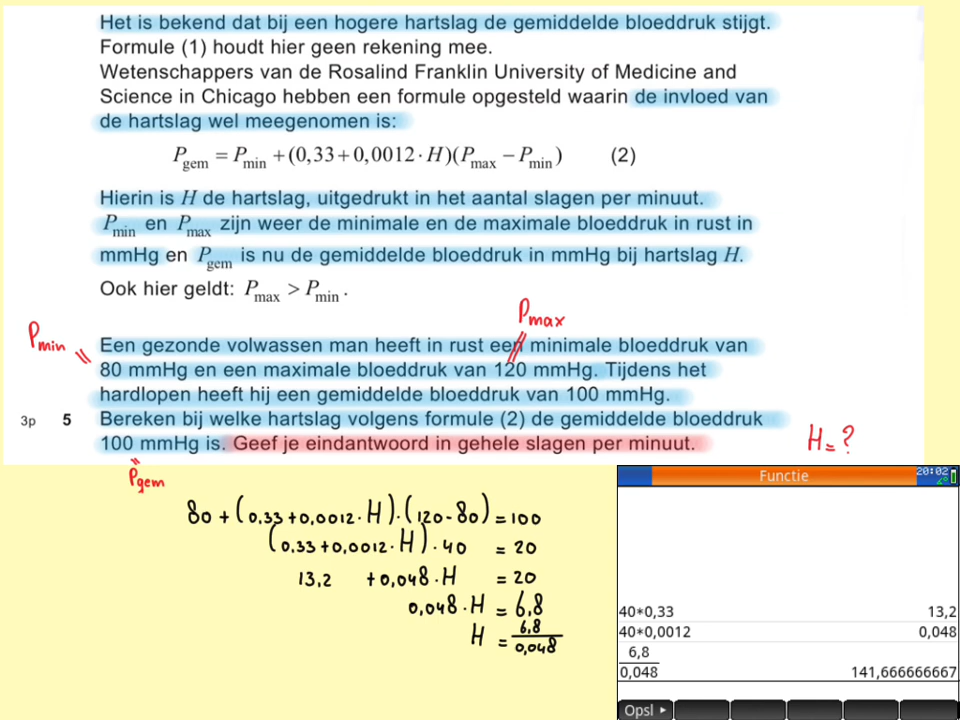 Het is bekend dat bij een hogere hartslag de gemiddelde bloeddruk stijgt.
Formule (1) houdt hier geen rekening mee.
Wetenschappers van de Rosalind Franklin University of Medicine and
Science in Chicago hebben een formule opgesteld waarin de invloed van
de hartslag wel meegenomen is:
P_gem = P_min + (0,33 + 0,0012 · H)(P_max − P_min) (2)
Hierin is H de hartslag, uitgedrukt in het aantal slagen per minuut.
P_min en P_max zijn weer de minimale en de maximale bloeddruk in rust in
mmHg en P_gem is nu de gemiddelde bloeddruk in mmHg bij hartslag H.
Ook hier geldt: P_max > P_min.
P_max
P_min
Een gezonde volwassen man heeft in rust een minimale bloeddruk van
80 mmHg en een maximale bloeddruk van 120 mmHg. Tijdens het
hardlopen heeft hij een gemiddelde bloeddruk van 100 mmHg.
3p 5 Bereken bij welke hartslag volgens formule (2) de gemiddelde bloeddruk
100 mmHg is. Geef je eindantwoord in gehele slagen per minuut.
H = ?
P_gem
80 + (0,33 + 0,0012 · H) · (120 - 80) = 100
(0,33 + 0,0012 · H) · 40 = 20
13,2 + 0,048 · H = 20
0,048 · H = 6,8
H = 6,8 / 0,048
Functie 20:02
40*0,33 13,2
40*0,0012 0,048
6,8
0,048 141,666666667
Opsl ▸